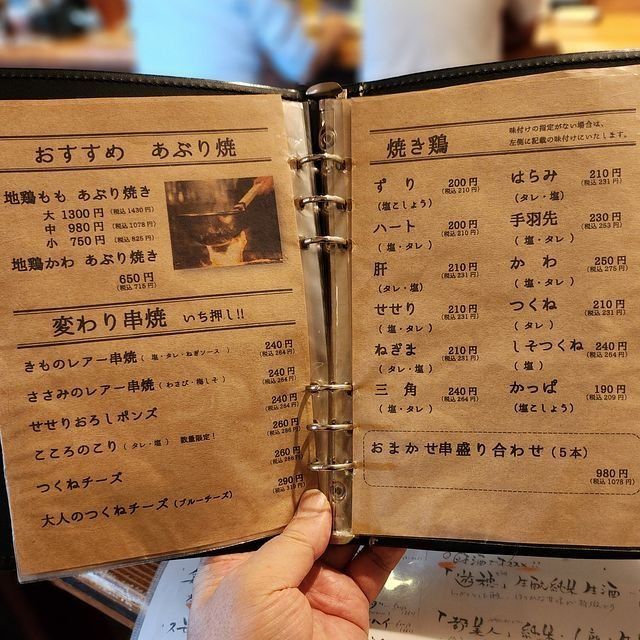 おすすめ あぶり焼
地鶏もも あぶり焼き
大 1300円 (税込 1430円)
中 980円 (税込 1078円)
小 750円 (税込 825円)
地鶏かわ あぶり焼き
650円
(税込 715円)
変わり串焼 いち押し!!
きものレアー串焼 (塩・タレ・ねぎソース) 240円
(税込 264円)
ささみのレアー串焼 (わさび・梅しそ) 240円
(税込 264円)
せせりおろしポンズ 240円
(税込 264円)
こころのこり (タレ・塩) 数量限定! 260円
(税込 286円)
つくねチーズ 260円
(税込 286円)
大人のつくねチーズ (ブルーチーズ) 290円
(税込 319円)
焼き鶏
味付けの指定がない場合は、
左側に記載の味付けにいたします。
ずり 200円
(塩こしょう) (税込 210円)
ハート 200円
(塩・タレ) (税込 210円)
肝 210円
(タレ・塩) (税込 231円)
せせり 210円
(塩・タレ) (税込 231円)
ねぎま 210円
(タレ・塩) (税込 231円)
三角 240円
(塩・タレ) (税込 264円)
はらみ 210円
(タレ・塩) (税込 231円)
手羽先 230円
(塩・タレ) (税込 253円)
かわ 250円
(塩・タレ) (税込 275円)
つくね 210円
(タレ) (税込 231円)
しそつくね 240円
(塩) (税込 264円)
かっぱ 190円
(塩こしょう) (税込 209円)
おまかせ串盛り合わせ (5本)
980円
(税込 1078円)